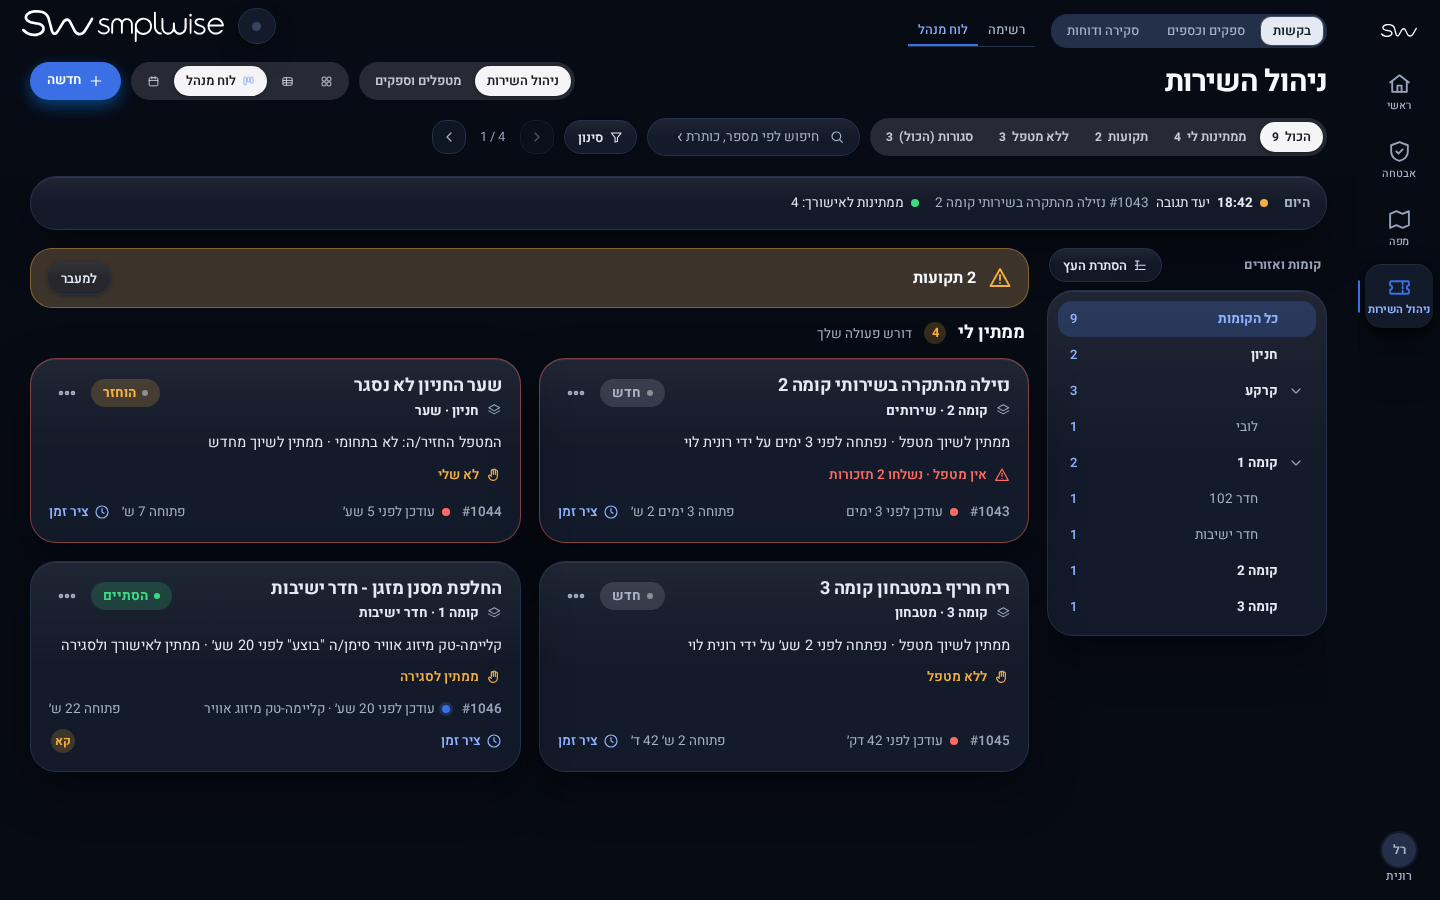 SW smplwise
בקשות
ספקים וכספים
סקירה ודוחות
רשימה
לוח מנהל
SW
ניהול השירות
ניהול השירות
מטפלים וספקים
לוח מנהל
חדשה
הכול 9
ממתינות לי 4
תקועות 2
ללא מטפל 3
סגורות (הכול) 3
חיפוש לפי מספר, כותרת
סינון
1 / 4
ראשי
אבטחה
מפה
ניהול השירות
היום
18:42 יעד תגובה #1043 נזילה מהתקרה בשירותי קומה 2
ממתינות לאישורך: 4
קומות ואזורים
הסתרת העץ
כל הקומות 9
חניון 2
קרקע 3
לובי 1
קומה 1 2
חדר 102 1
חדר ישיבות 1
קומה 2 1
קומה 3 1
2 תקועות
למעבר
ממתין לי 4 דורש פעולה שלך
נזילה מהתקרה בשירותי קומה 2
חדש
קומה 2 · שירותים
ממתין לשיוך מטפל · נפתחה לפני 3 ימים על ידי רונית לוי
אין מטפל · נשלחו 2 תזכורות
#1043 עודכן לפני 3 ימים
פתוחה 3 ימים 2 ש׳
ציר זמן
שער החניון לא נסגר
הוחזר
חניון · שער
המטפל החזיר/ה: לא בתחומי · ממתין לשיוך מחדש
לא שלי
#1044 עודכן לפני 5 שע׳
פתוחה 7 ש׳
ציר זמן
ריח חריף במטבחון קומה 3
חדש
קומה 3 · מטבחון
ממתין לשיוך מטפל · נפתחה לפני 2 שע׳ על ידי רונית לוי
ללא מטפל
#1045 עודכן לפני 42 דק׳
פתוחה 2 ש׳ 42 ד׳
ציר זמן
החלפת מסנן מזגן - חדר ישיבות
הסתיים
קומה 1 · חדר ישיבות
קליימה-טק מיזוג אוויר סימן/ה "בוצע" לפני 20 שע׳ · ממתין לאישורך ולסגירה
ממתין לסגירה
#1046 עודכן לפני 20 שע׳ · קליימה-טק מיזוג אוויר
פתוחה 22 ש׳
ציר זמן
קא
רל
רונית